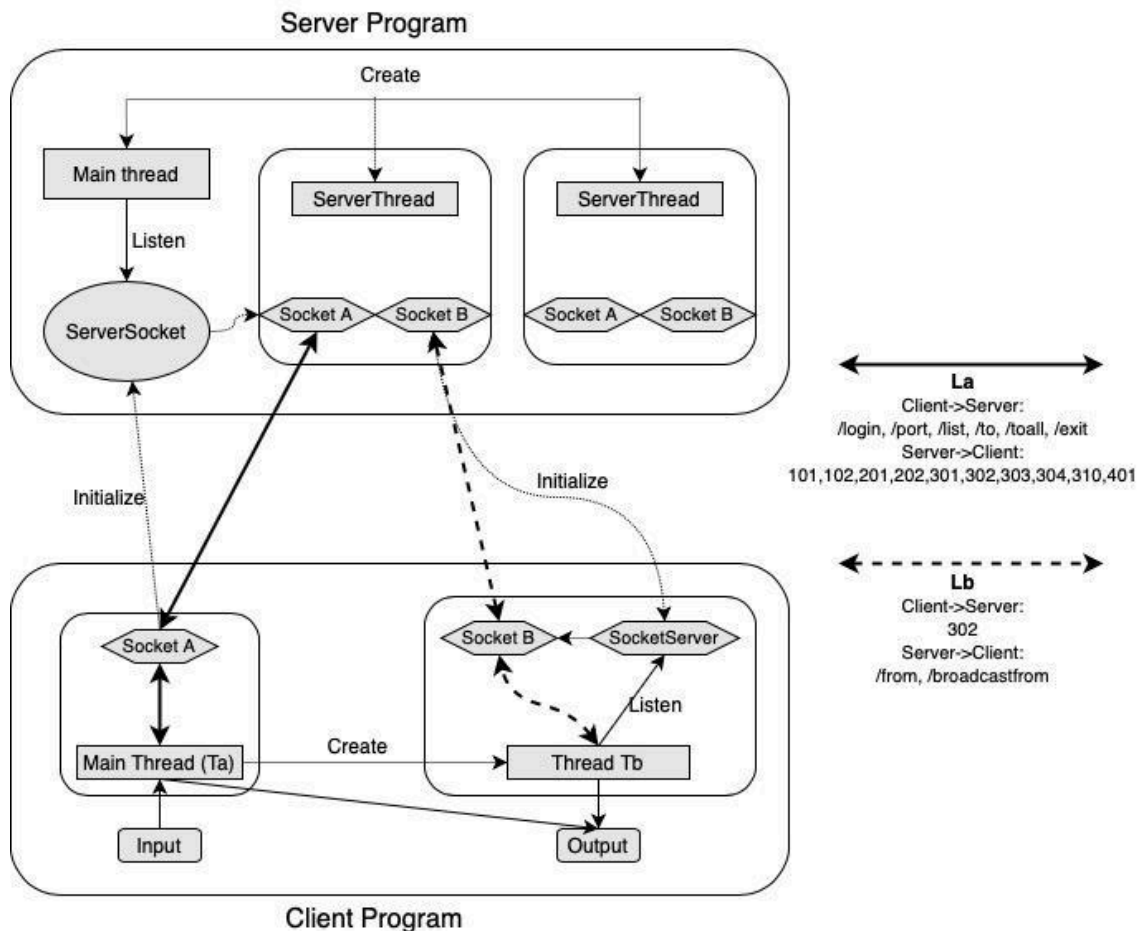 Server Program
Create
Main thread
ServerThread
ServerThread
Listen
ServerSocket
Socket A
Socket B
Socket A
Socket B
La
Client->Server:
/login, /port, /list, /to, /toall, /exit
Server->Client:
101,102,201,202,301,302,303,304,310,401
Initialize
Initialize
Lb
Client->Server:
302
Server->Client:
/from, /broadcastfrom
Socket A
Socket B
SocketServer
Listen
Main Thread (Ta)
Create
Thread Tb
Input
Output
Client Program